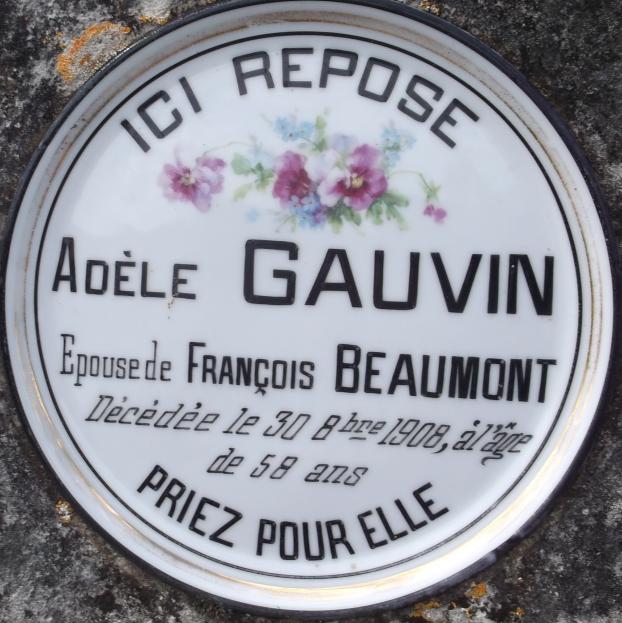 ICI REPOSE
ADÈLE GAUVIN
Epouse de FRANÇOIS BEAUMONT
Décédée le 30 8bre 1908, à l'âge
de 58 ans
PRIEZ POUR ELLE